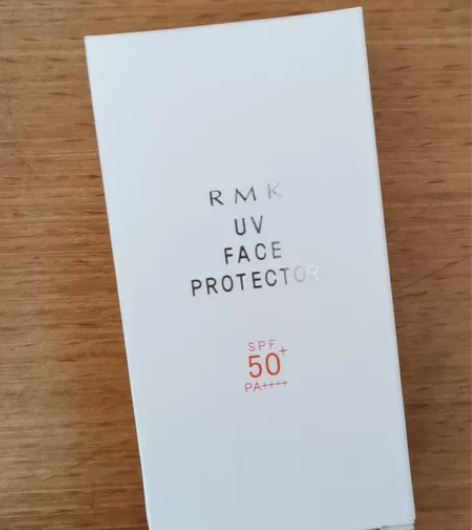 RMK
UV
FACE
PROTECTOR
SPF
50+
PA++++